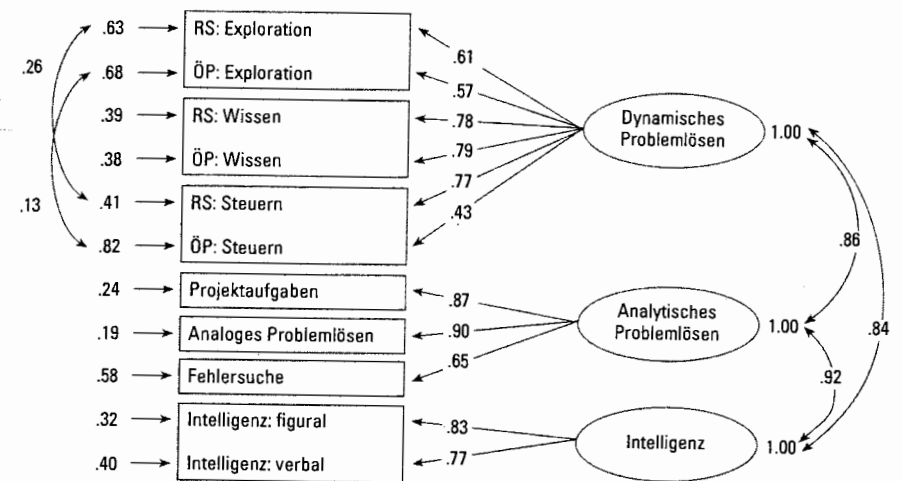 .63 RS: Exploration
.61
.26
.68 ÖP: Exploration
.57
.39 RS: Wissen
.78
Dynamisches
Problemlösen
1.00
.38 ÖP: Wissen
.79
.77
.13
.41 RS: Steuern
.43
.82 ÖP: Steuern
.86
.24 Projektaufgaben
.87
Analytisches
Problemlösen
1.00
.19 Analoges Problemlösen
.90
.84
.65
.58 Fehlersuche
.92
.32 Intelligenz: figural
.83
Intelligenz
1.00
.40 Intelligenz: verbal
.77